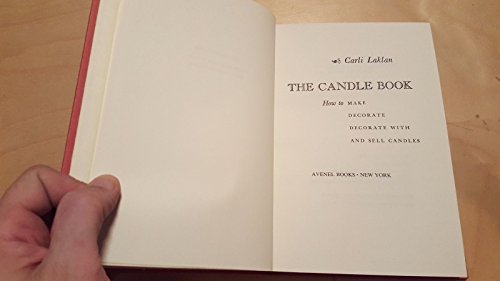 Carli Laklan
THE CANDLE BOOK
How to MAKE
DECORATE
DECORATE WITH
AND SELL CANDLES
AVENEL BOOKS · NEW YORK